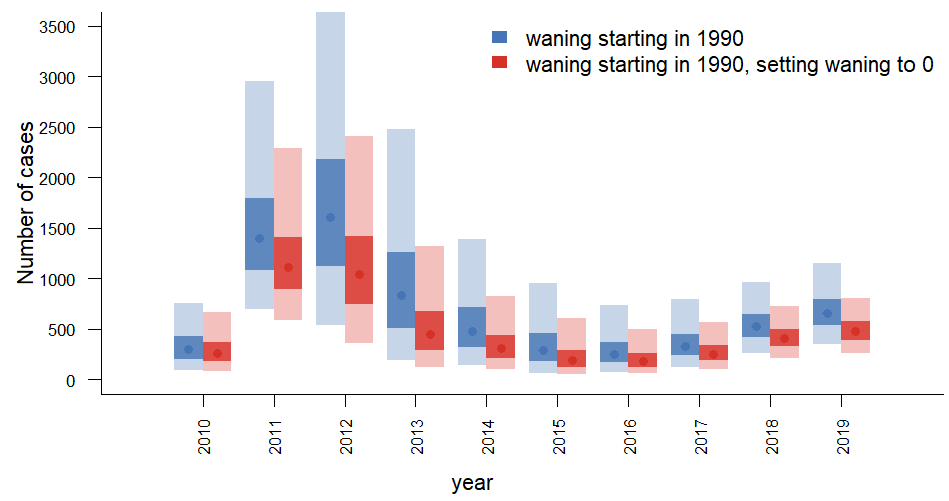 waning starting in 1990
waning starting in 1990, setting waning to 0
Number of cases
3500
3000
2500
2000
1500
1000
500
0
2010 2011 2012 2013 2014 2015 2016 2017 2018 2019
year